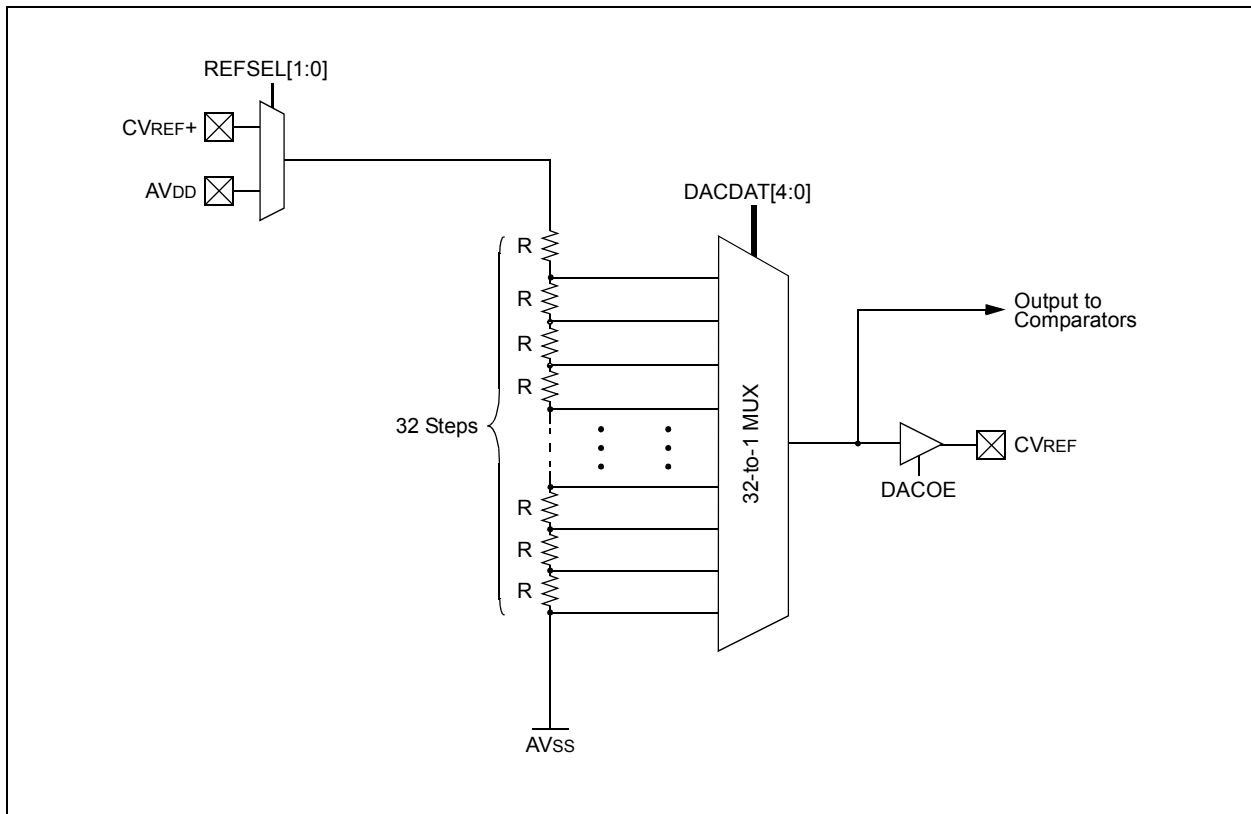 REFSEL[1:0]
CVREF+
AVDD
DACDAT[4:0]
R
R
R
R
32 Steps
R
R
R
32-to-1 MUX
Output to
Comparators
CVREF
DACOE
AVSS